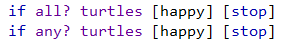 if all? turtles [happy] [stop]
if any? turtles [happy] [stop]